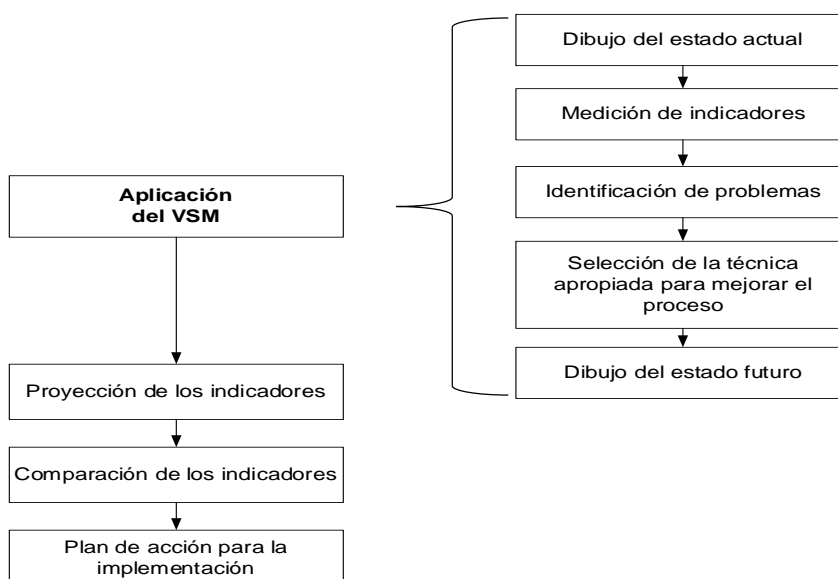 Aplicación
del VSM
Proyección de los indicadores
Comparación de los indicadores
Plan de acción para la
implementación
Dibujo del estado actual
Medición de indicadores
Identificación de problemas
Selección de la técnica
apropiada para mejorar el
proceso
Dibujo del estado futuro